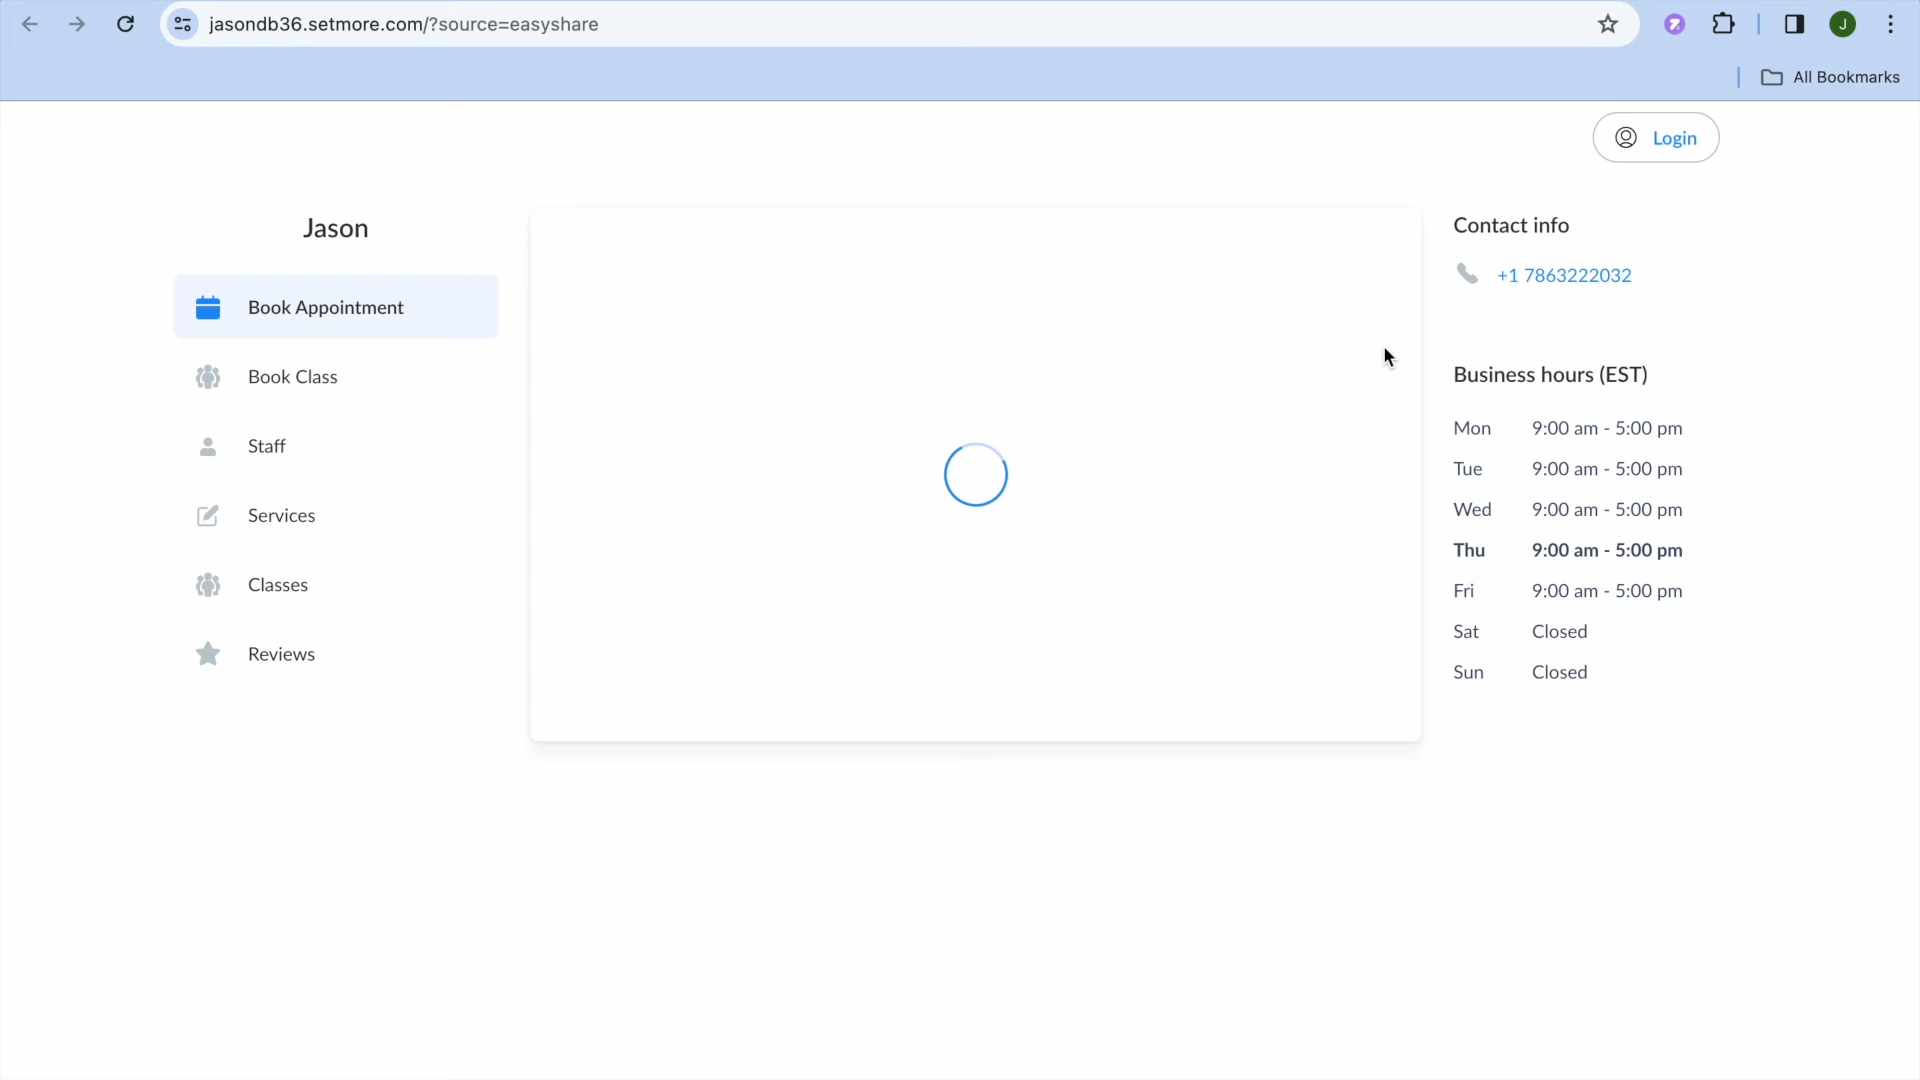 jasondb36.setmore.com/?source=easyshare
J
All Bookmarks
Login
Jason
Book Appointment
Book Class
Staff
Services
Classes
Reviews
Contact info
+1 7863222032
Business hours (EST)
Mon 9:00 am - 5:00 pm
Tue 9:00 am - 5:00 pm
Wed 9:00 am - 5:00 pm
Thu 9:00 am - 5:00 pm
Fri 9:00 am - 5:00 pm
Sat Closed
Sun Closed